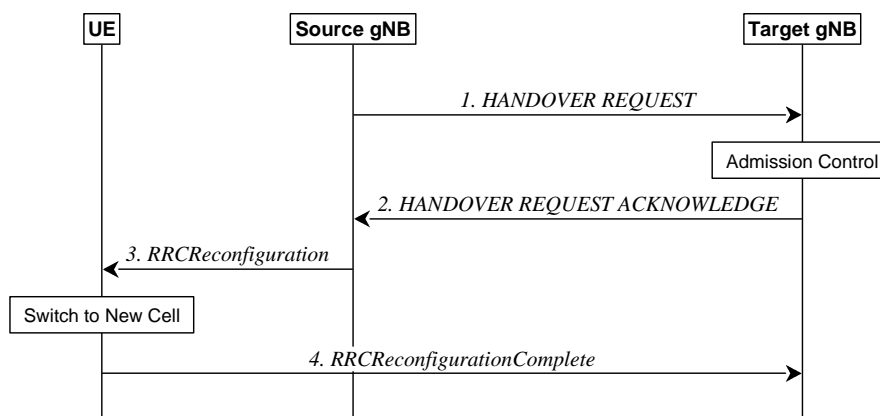 UE
Source gNB
Target gNB
1. HANDOVER REQUEST
Admission Control
2. HANDOVER REQUEST ACKNOWLEDGE
3. RRCReconfiguration
Switch to New Cell
4. RRCReconfigurationComplete